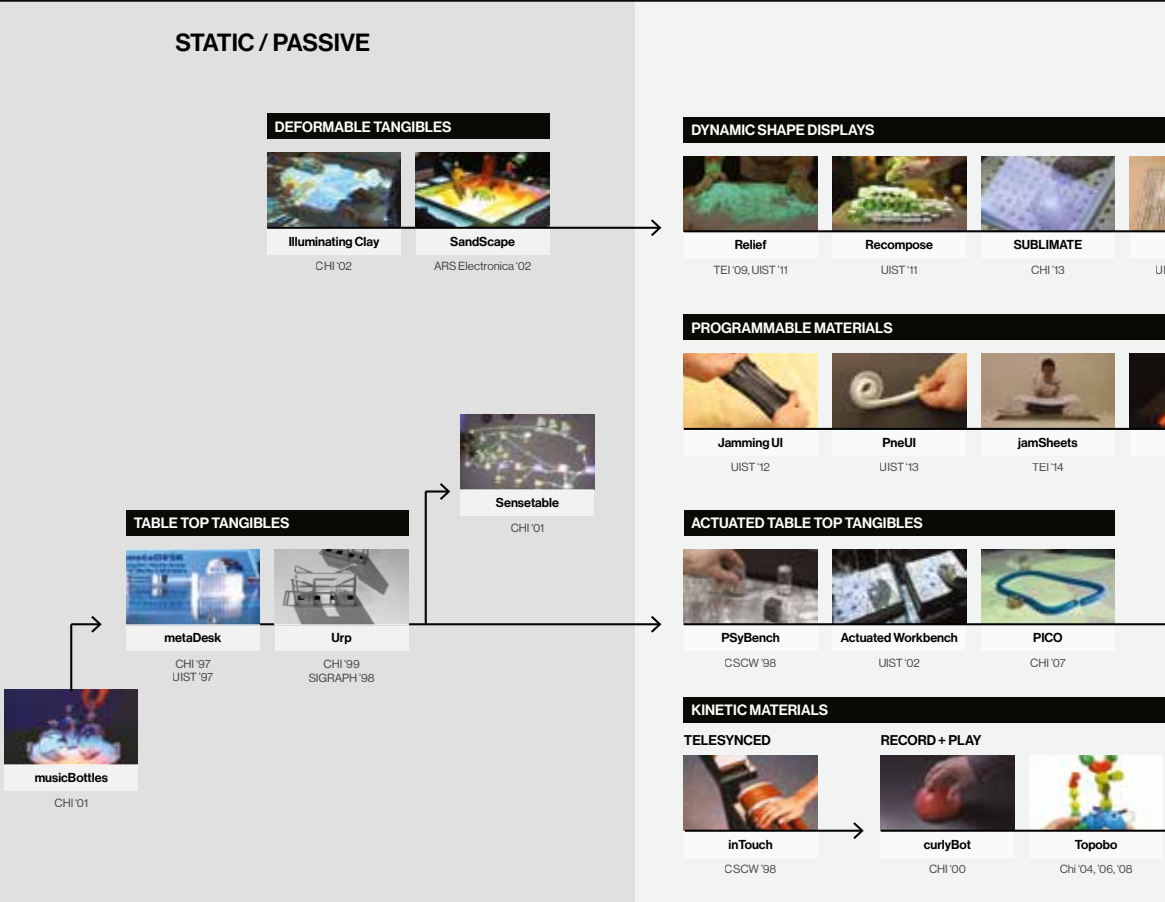 STATIC / PASSIVE
DEFORMABLE TANGIBLES
Illuminating Clay
CHI '02
SandScape
ARS Electronica '02
Sensetable
CHI '01
TABLE TOP TANGIBLES
metaDESK
metaDesk
CHI '97
UIST '97
Urp
CHI '99
SIGRAPH '98
musicBottles
CHI '01
DYNAMIC SHAPE DISPLAYS
Relief
TEI '09, UIST '11
Recompose
UIST '11
SUBLIMATE
CHI '13
UI
PROGRAMMABLE MATERIALS
Jamming UI
UIST '12
PneUI
UIST '13
jamSheets
TEI '14
ACTUATED TABLE TOP TANGIBLES
PSyBench
CSCW '98
Actuated Workbench
UIST '02
PICO
CHI '07
KINETIC MATERIALS
TELESYNCED
inTouch
CSCW '98
RECORD + PLAY
curlyBot
CHI '00
Topobo
Chi '04, '06, '08